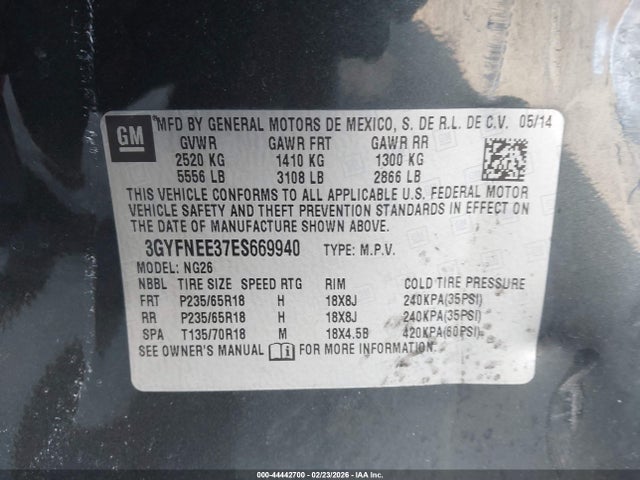 GM
MFD BY GENERAL MOTORS DE MEXICO, S. DE R.L. DE C.V. 05/14
GVWR GAWR FRT GAWR RR
2520 KG 1410 KG 1300 KG
5556 LB 3108 LB 2866 LB
THIS VEHICLE CONFORMS TO ALL APPLICABLE U.S. FEDERAL MOTOR
VEHICLE SAFETY AND THEFT PREVENTION STANDARDS IN EFFECT ON
THE DATE OF MANUFACTURE SHOWN ABOVE.
3GYFNEE37ES669940 TYPE: M.P.V.
MODEL: NG26
NBBL TIRE SIZE SPEED RTG RIM COLD TIRE PRESSURE
FRT P235/65R18 H 18X8J 240KPA(35PSI)
RR P235/65R18 H 18X8J 240KPA(35PSI)
SPA T135/70R18 M 18X4.5B 420KPA(60PSI)
SEE OWNER'S MANUAL FOR MORE INFORMATION.
000-44442700 - 02/23/2026 - IAAI.COM